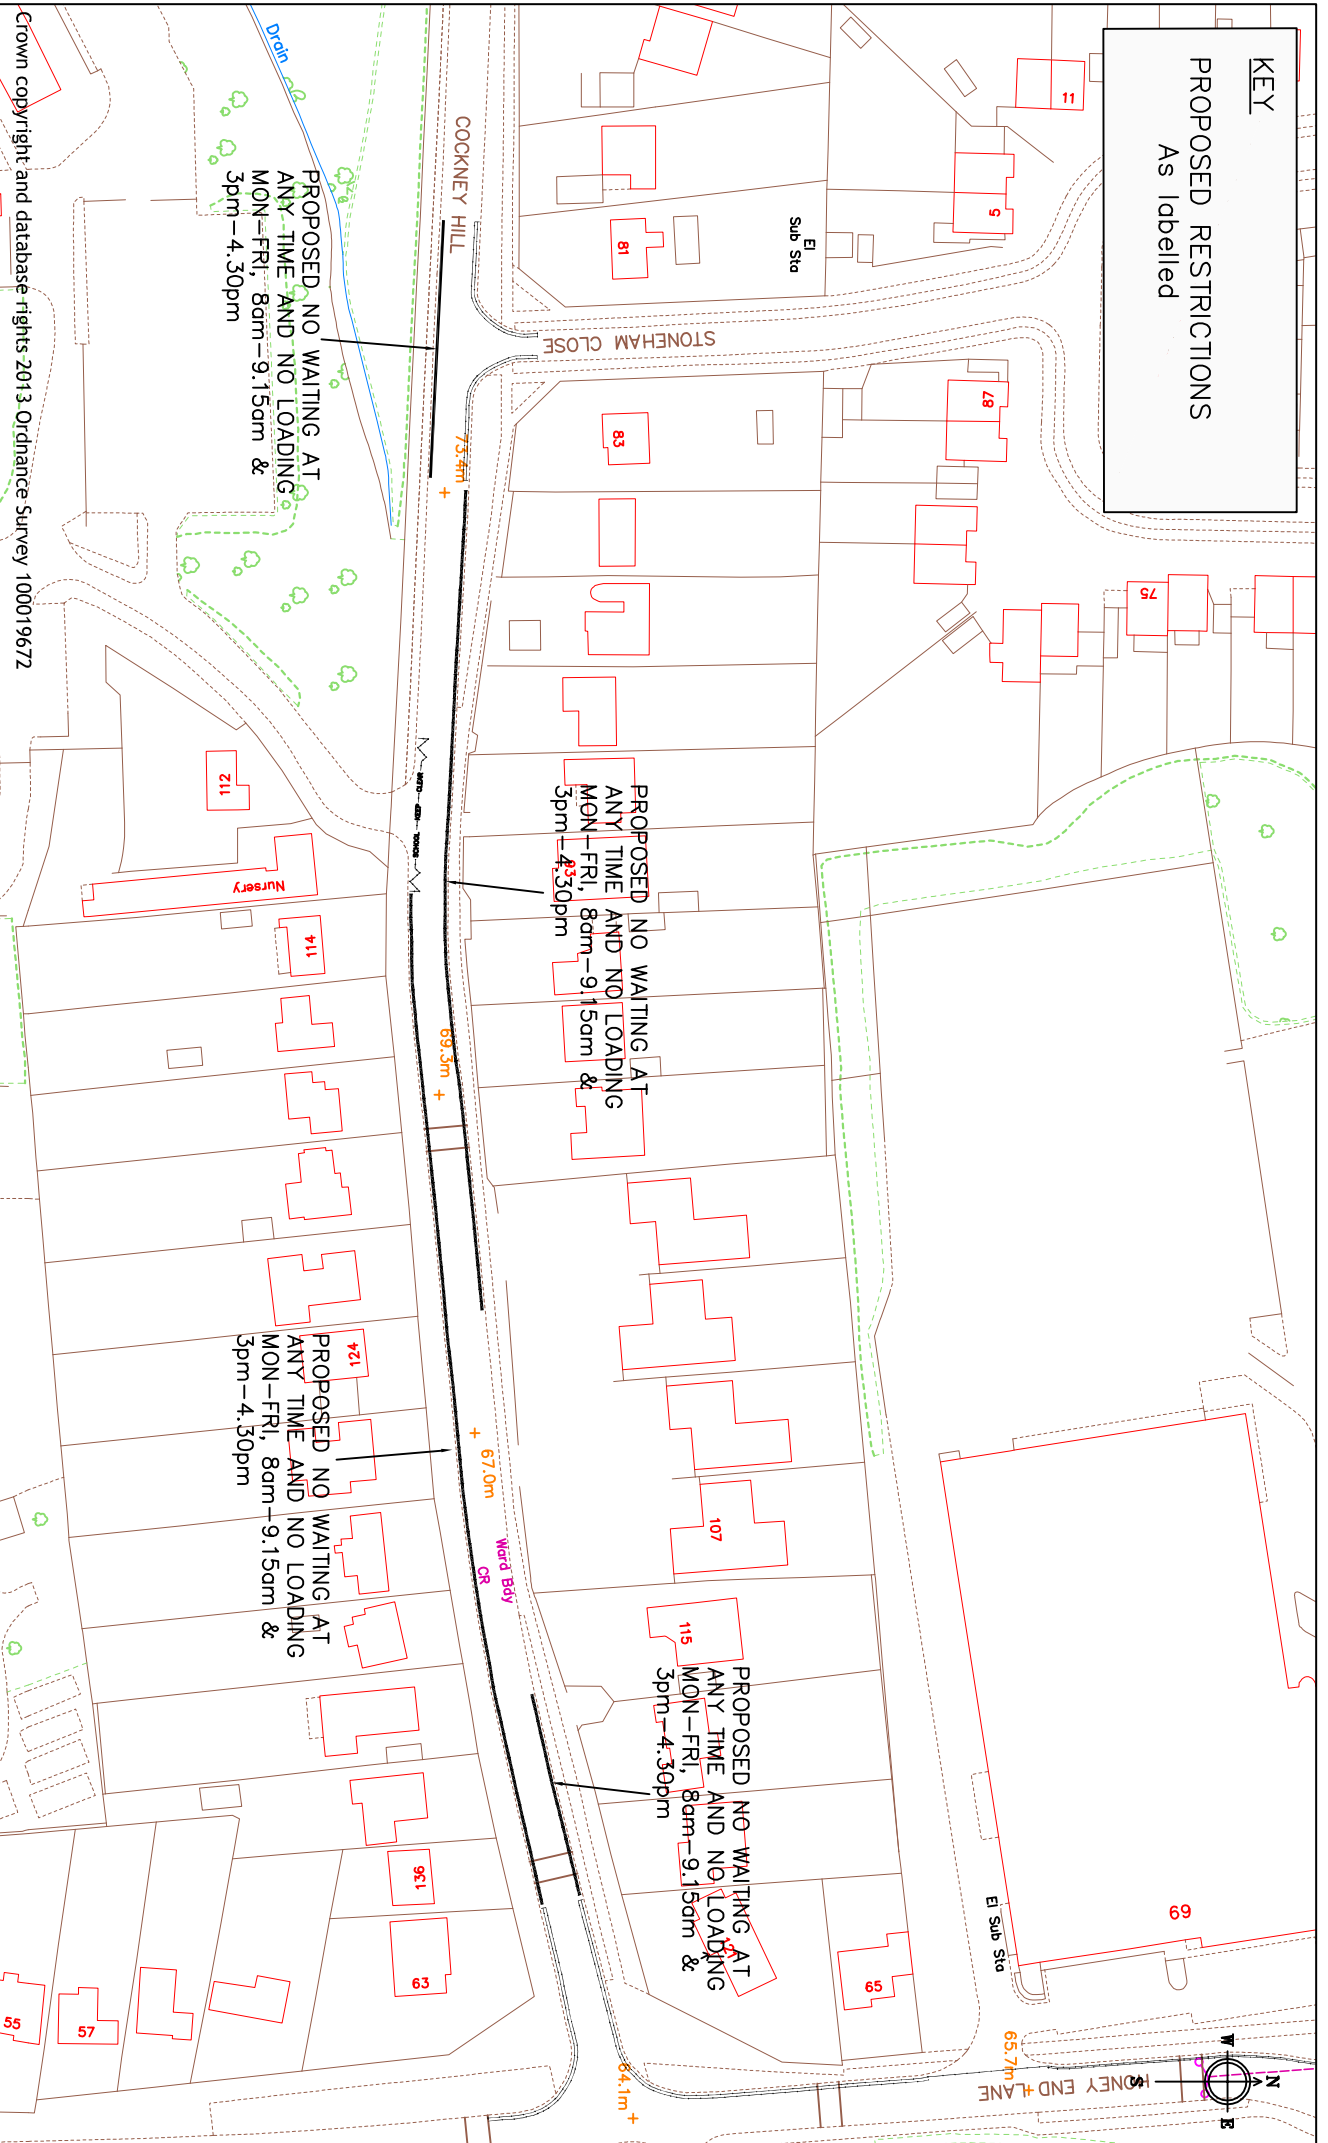 KEY
PROPOSED RESTRICTIONS
As labelled
11
5
El
Sub Sta
81
STONEHAM CLOSE
COCKNEY HILL
Drain
PROPOSED NO WAITING AT
ANY TIME AND NO LOADING
MON-FRI, 8am-9.15am &
3pm-4.30pm
87
83
73.4m
75
112
Nursery
114
PROPOSED NO WAITING AT
ANY TIME AND NO LOADING
MON-FRI, 8am-9.15am &
3pm-4.30pm
93
69.3m
124
PROPOSED NO WAITING AT
ANY TIME AND NO LOADING
MON-FRI, 8am-9.15am &
3pm-4.30pm
67.0m
Ward Bdy
CR
107
115
PROPOSED NO WAITING AT
ANY TIME AND NO LOADING
MON-FRI, 8am-9.15am &
3pm-4.30pm
121
136
63
65
El Sub Sta
69
55
57
64.1m
65.7m
HONEY END LANE
N
E
S
W
Crown copyright and database rights 2013 Ordnance Survey 100019672